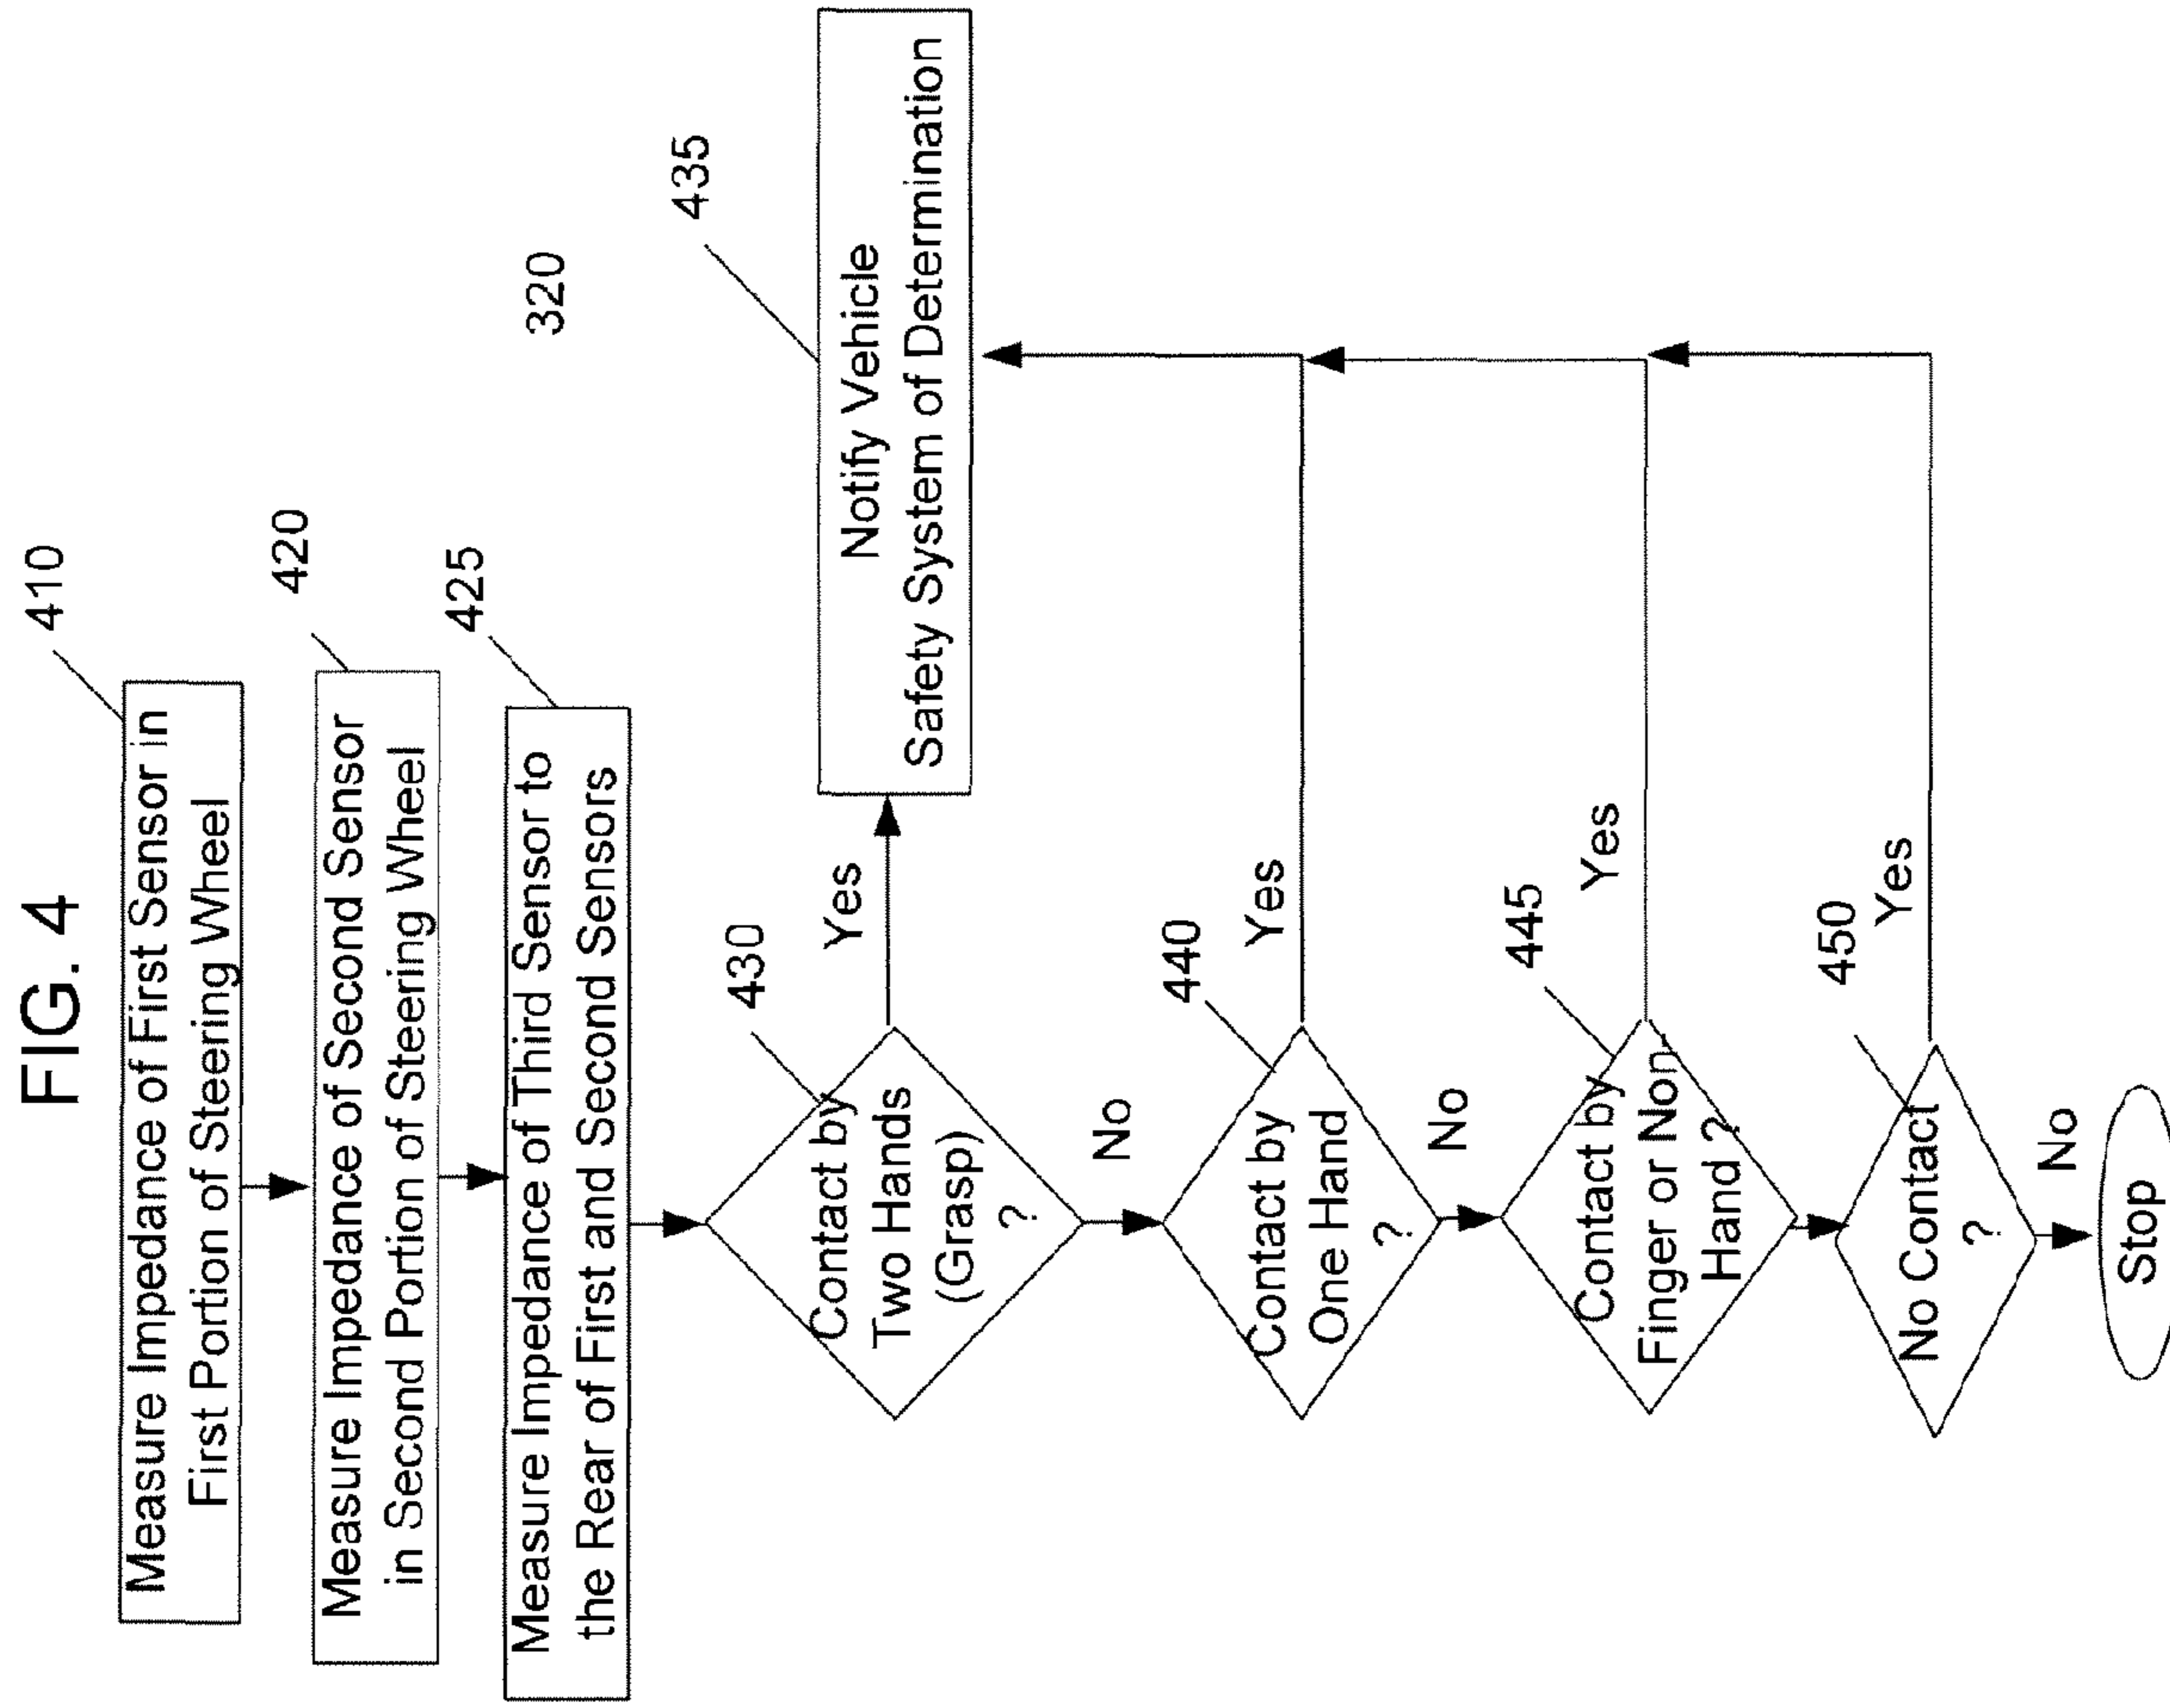 FIG. 4
410
Measure Impedance of First Sensor in
First Portion of Steering Wheel
420
Measure Impedance of Second Sensor
in Second Portion of Steering Wheel
425
Measure Impedance of Third Sensor to
the Rear of First and Second Sensors
320
430
Contact by
Two Hands
(Grasp)
?
Yes
435
Notify Vehicle
Safety System of Determination
No
440
Contact by
One Hand
?
Yes
No
445
Contact by
Finger or Non
Hand ?
Yes
450
No Contact
?
Yes
No
Stop